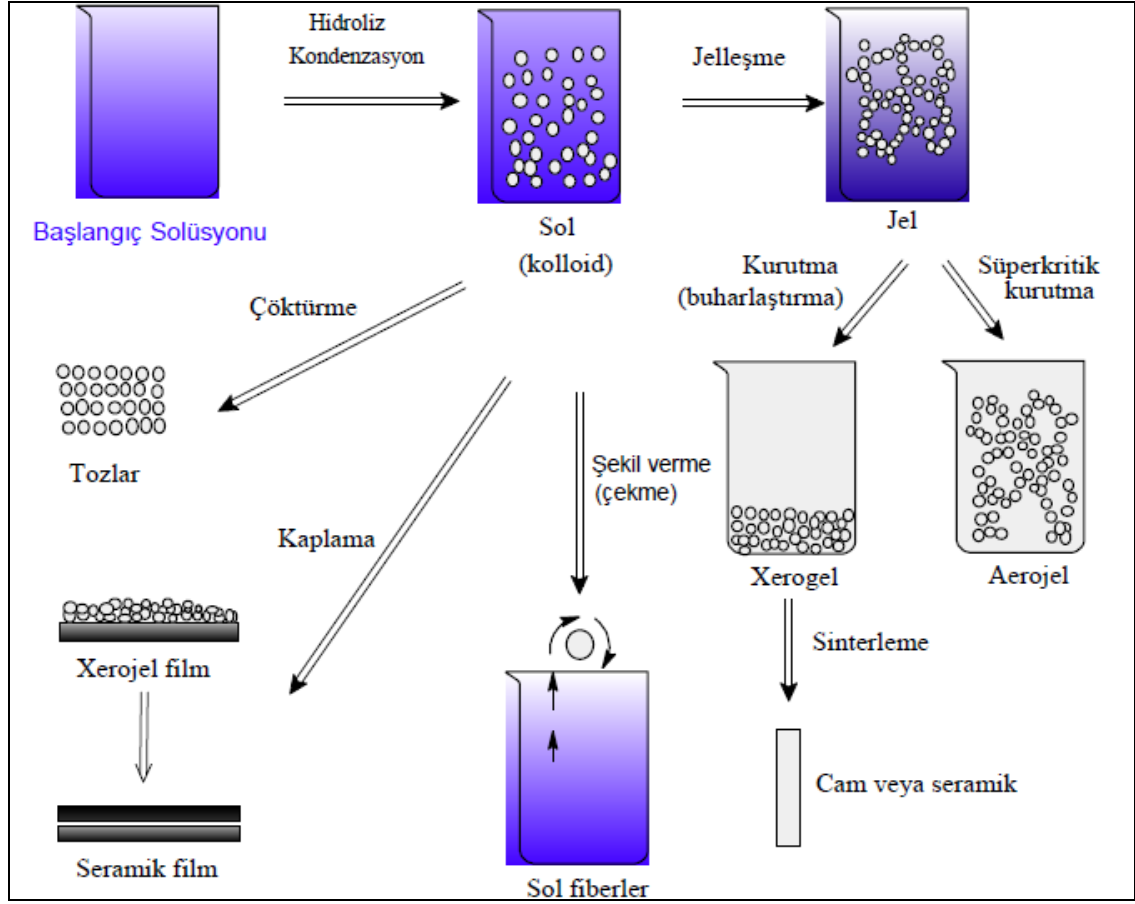 Hidroliz
Kondenzasyon
Jelleşme
Başlangıç Solüsyonu
Sol
(kolloid)
Jel
Çöktürme
Kurutma
(buharlaştırma)
Süperkritik
kurutma
Tozlar
Kaplama
Şekil verme
(çekme)
Xerogel
Aerojel
Xerojel film
Sinterleme
Seramik film
Sol fiberler
Cam veya seramik